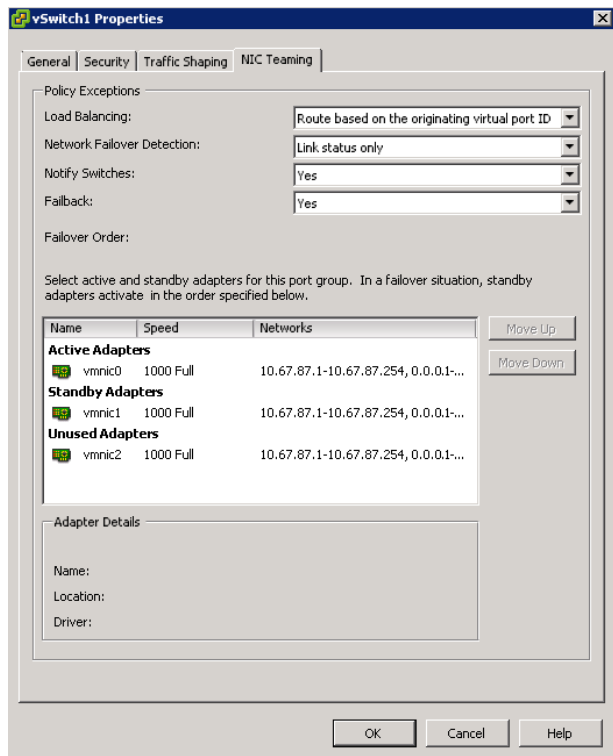 vSwitch1 Properties
General Security Traffic Shaping NIC Teaming
Policy Exceptions
Load Balancing: Route based on the originating virtual port ID
Network Failover Detection: Link status only
Notify Switches: Yes
Failback: Yes
Failover Order:
Select active and standby adapters for this port group. In a failover situation, standby
adapters activate in the order specified below.
Name Speed Networks
Move Up
Active Adapters
vmnic0 1000 Full 10.67.87.1-10.67.87.254, 0.0.0.1-...
Move Down
Standby Adapters
vmnic1 1000 Full 10.67.87.1-10.67.87.254, 0.0.0.1-...
Unused Adapters
vmnic2 1000 Full 10.67.87.1-10.67.87.254, 0.0.0.1-...
Adapter Details
Name:
Location:
Driver:
OK Cancel Help